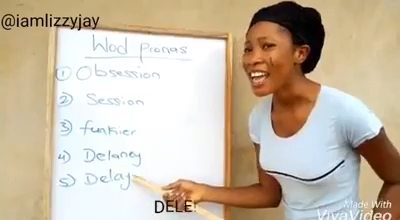 @iamlizzyjay
Wod pronas
1 Obsession
2) Session
3) funkier
4) Delaney
5) Delay
DELE
Made With
VivaVideo